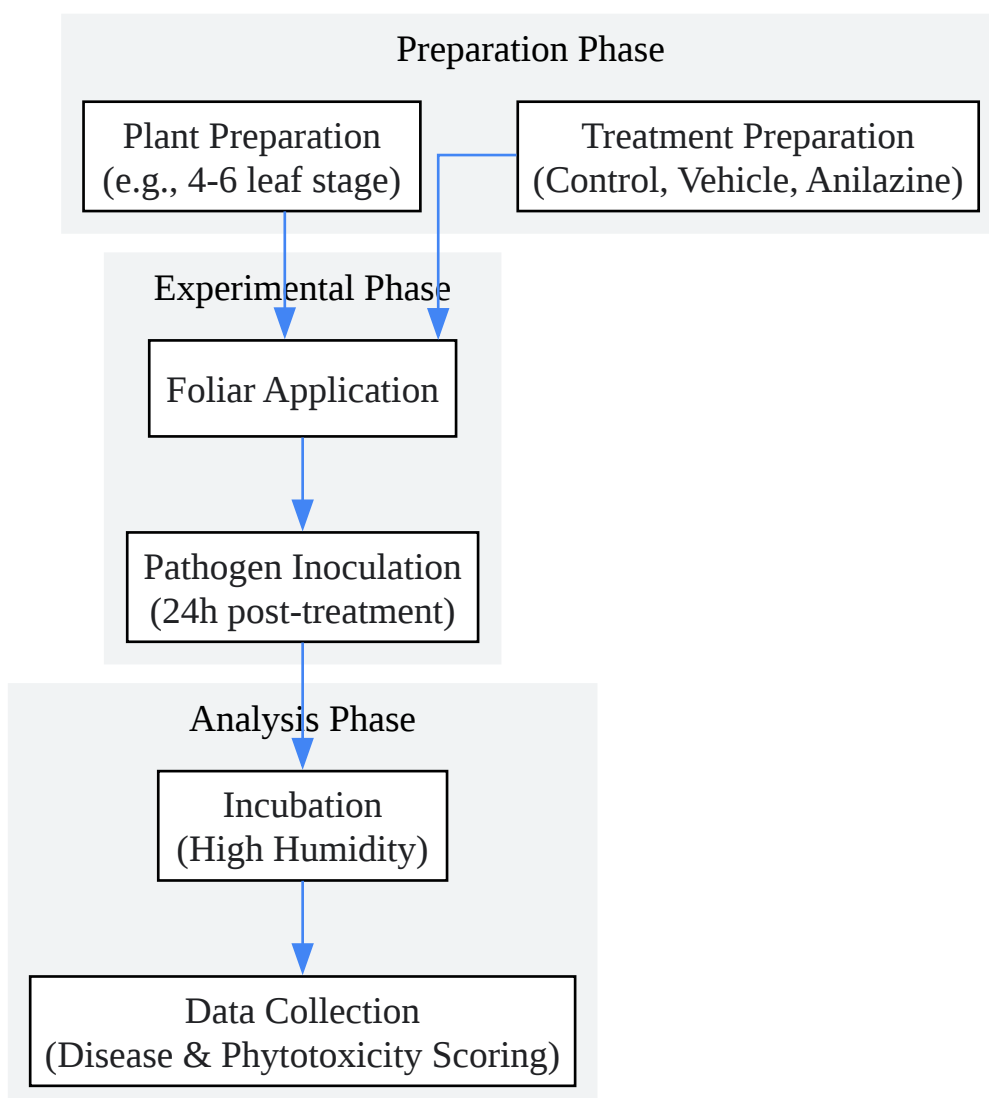 Preparation Phase
Plant Preparation
(e.g., 4-6 leaf stage)
Treatment Preparation
(Control, Vehicle, Anilazine)
Experimental Phase
Foliar Application
Pathogen Inoculation
(24h post-treatment)
Analysis Phase
Incubation
(High Humidity)
Data Collection
(Disease & Phytotoxicity Scoring)